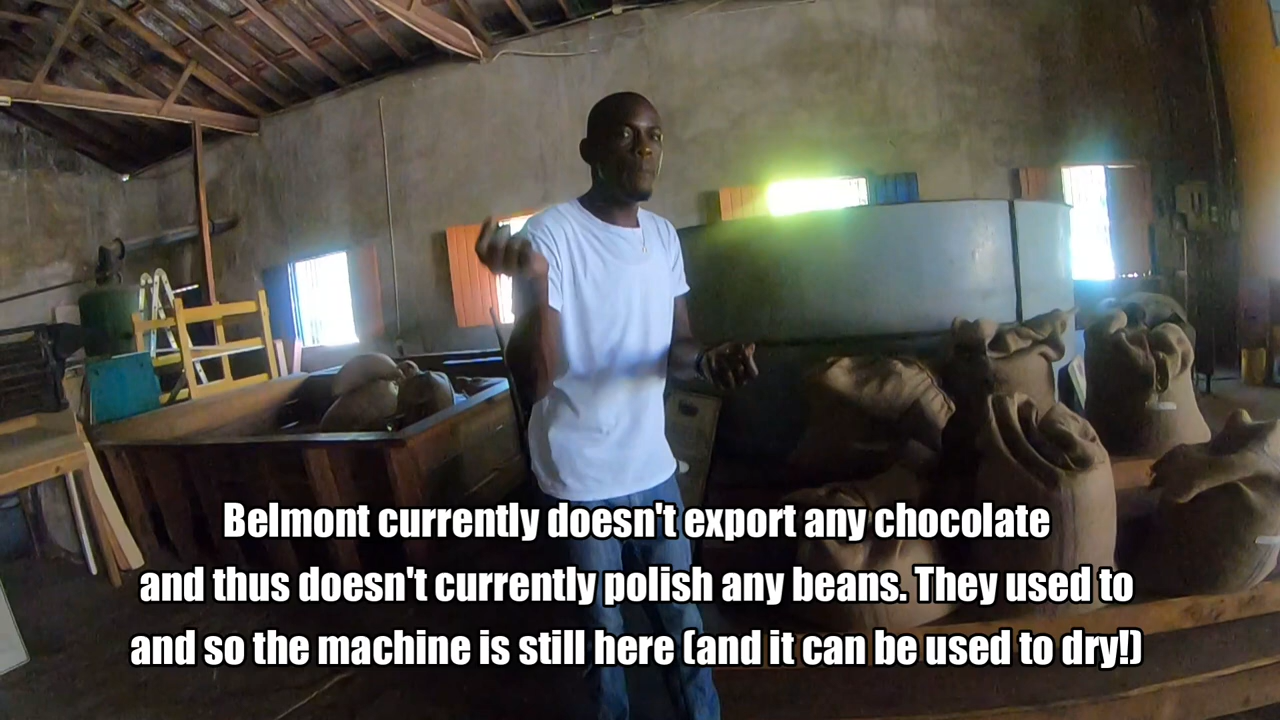 Belmont currently doesn't export any chocolate
and thus doesn't currently polish any beans. They used to
and so the machine is still here (and it can be used to dry!)